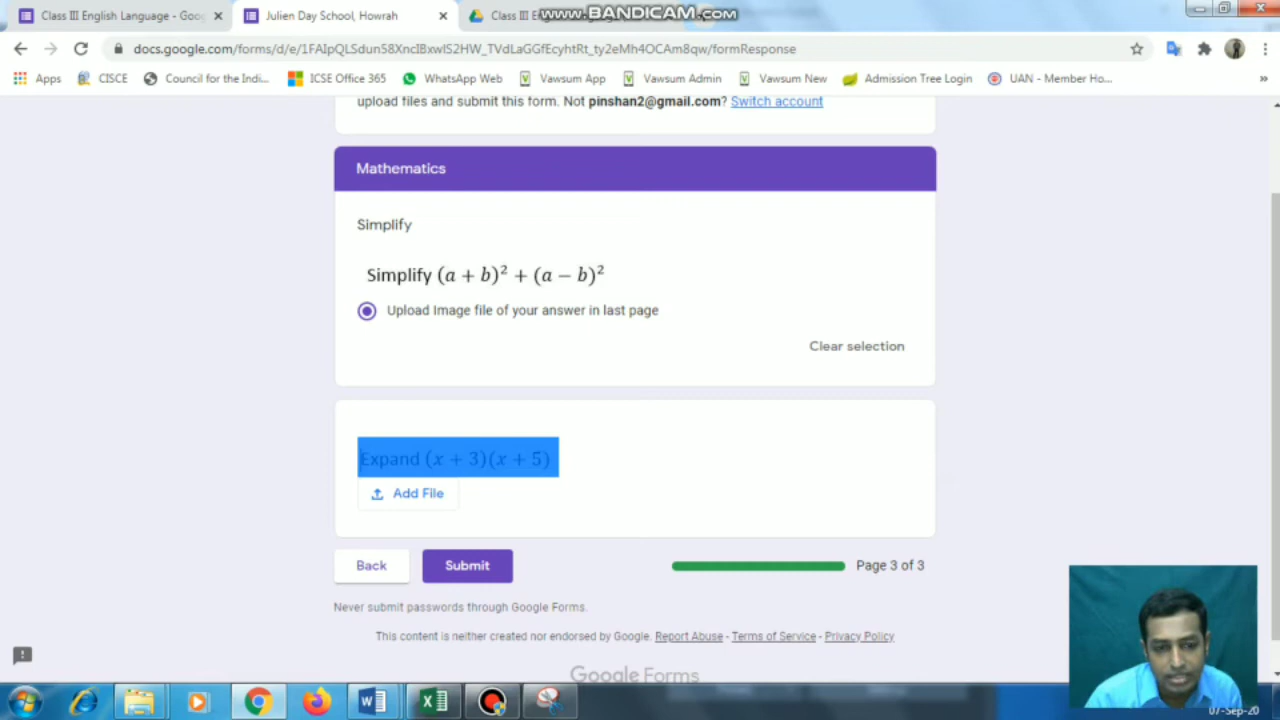 www.BANDICAM.com
Class III English Language - Goog
Julien Day School, Howrah
Class III E
docs.google.com/forms/d/e/1FAIpQLSdun58XncIBxwIS2HW_TVdLaGGfEcyhtRt_ty2eMh4OCAm8qw/formResponse
Apps CISCE Council for the Indi... ICSE Office 365 WhatsApp Web Vawsum App Vawsum Admin Vawsum New Admission Tree Login UAN - Member Ho... »
upload files and submit this form. Not pinshan2@gmail.com? Switch account
Mathematics
Simplify
Simplify (a + b)² + (a − b)²
Upload Image file of your answer in last page
Clear selection
Expand (x + 3)(x + 5)
Add File
Back Submit Page 3 of 3
Never submit passwords through Google Forms.
This content is neither created nor endorsed by Google. Report Abuse - Terms of Service - Privacy Policy
Google Forms
07-Sep-20